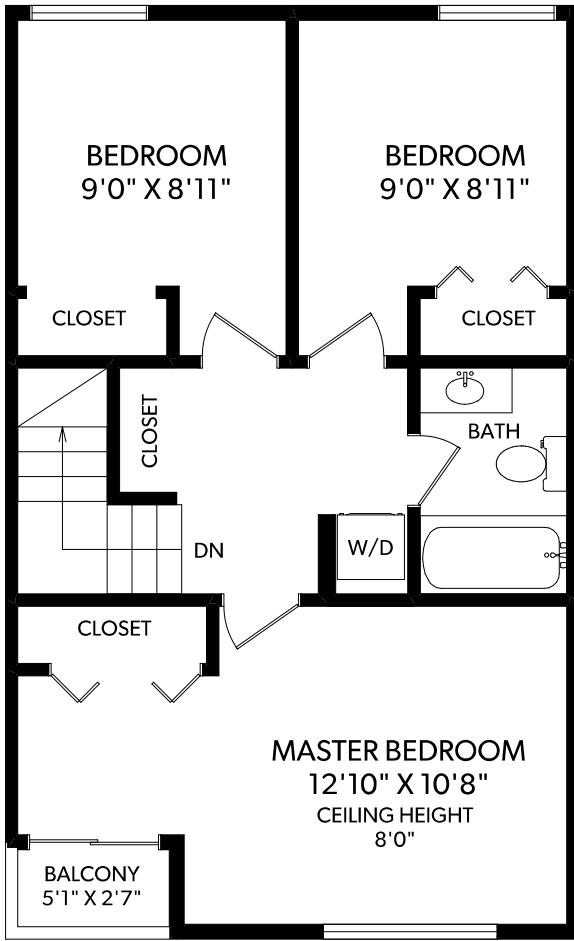 BEDROOM
9'0" X 8'11"
BEDROOM
9'0" X 8'11"
CLOSET
CLOSET
CLOSET
BATH
DN
W/D
CLOSET
MASTER BEDROOM
12'10" X 10'8"
CEILING HEIGHT
8'0"
BALCONY
5'1" X 2'7"